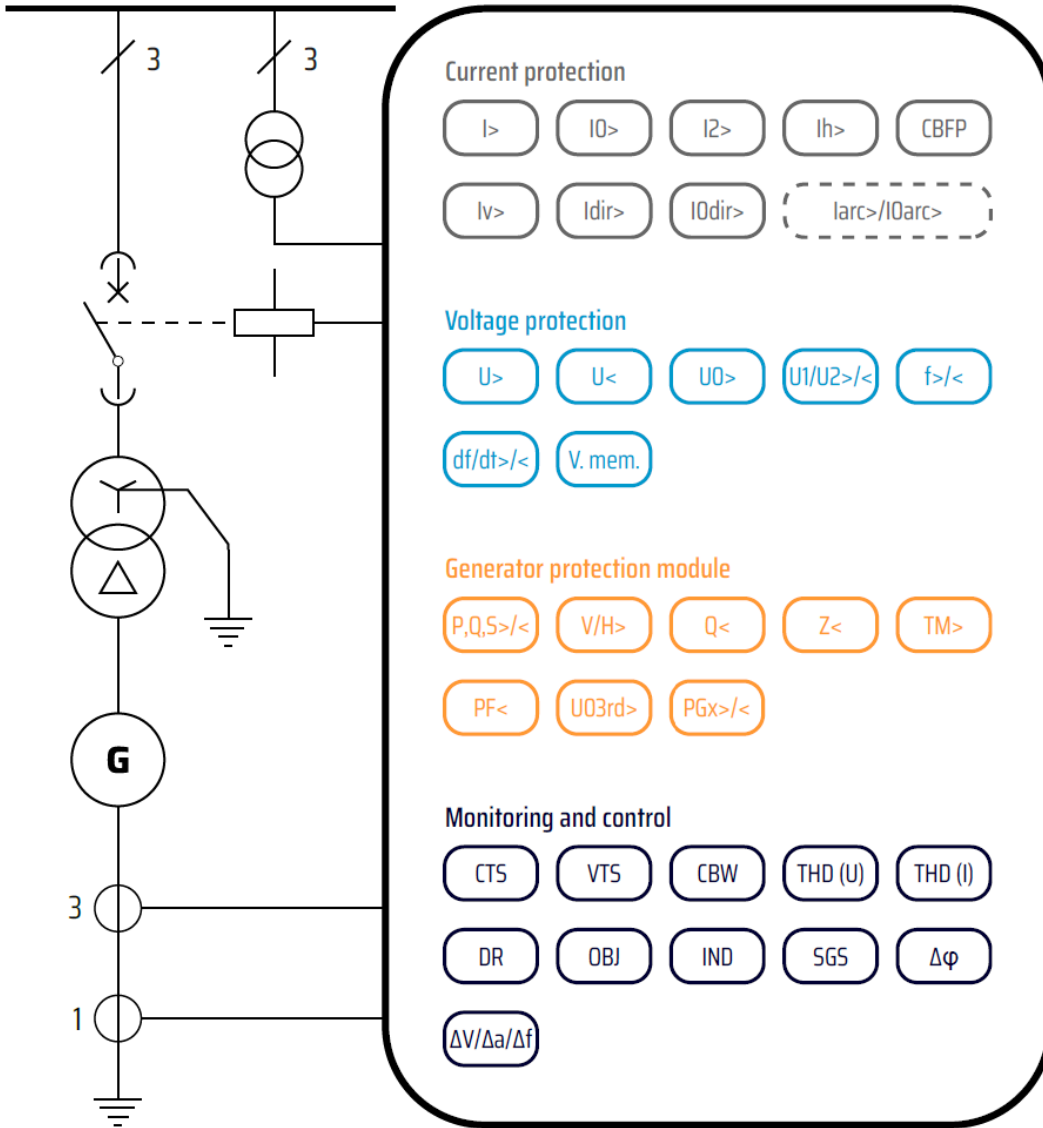 3
3
Current protection
I>
I0>
I2>
Ih>
CBFP
Iv>
Idir>
I0dir>
Iarc>/I0arc>
Voltage protection
U>
U<
U0>
U1/U2>/<
f>/<
df/dt>/<
V. mem.
Generator protection module
P,Q,S>/<
V/H>
Q<
Z<
TM>
PF<
U03rd>
PGx>/<
G
Monitoring and control
CTS
VTS
CBW
THD (U)
THD (I)
3
DR
OBJ
IND
SGS
Δφ
1
ΔV/Δa/Δf